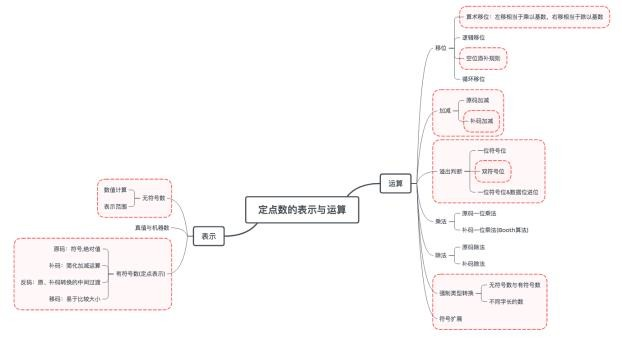 定点数的表示与运算
表示
无符号数
数值计算
表示范围
真值与机器数
有符号数(定点表示)
原码：符号,绝对值
补码：简化加减运算
反码：原、补码转换的中间过渡
移码：易于比较大小
运算
移位
算术移位：左移相当于乘以基数，右移相当于除以基数
逻辑移位
空位添补规则
循环移位
加减
原码加减
补码加减
溢出判断
一位符号位
双符号位
一位符号位&数据位进位
乘法
原码一位乘法
补码一位乘法(Booth算法)
除法
原码除法
补码除法
强制类型转换
无符号数与有符号数
不同字长的数
符号扩展